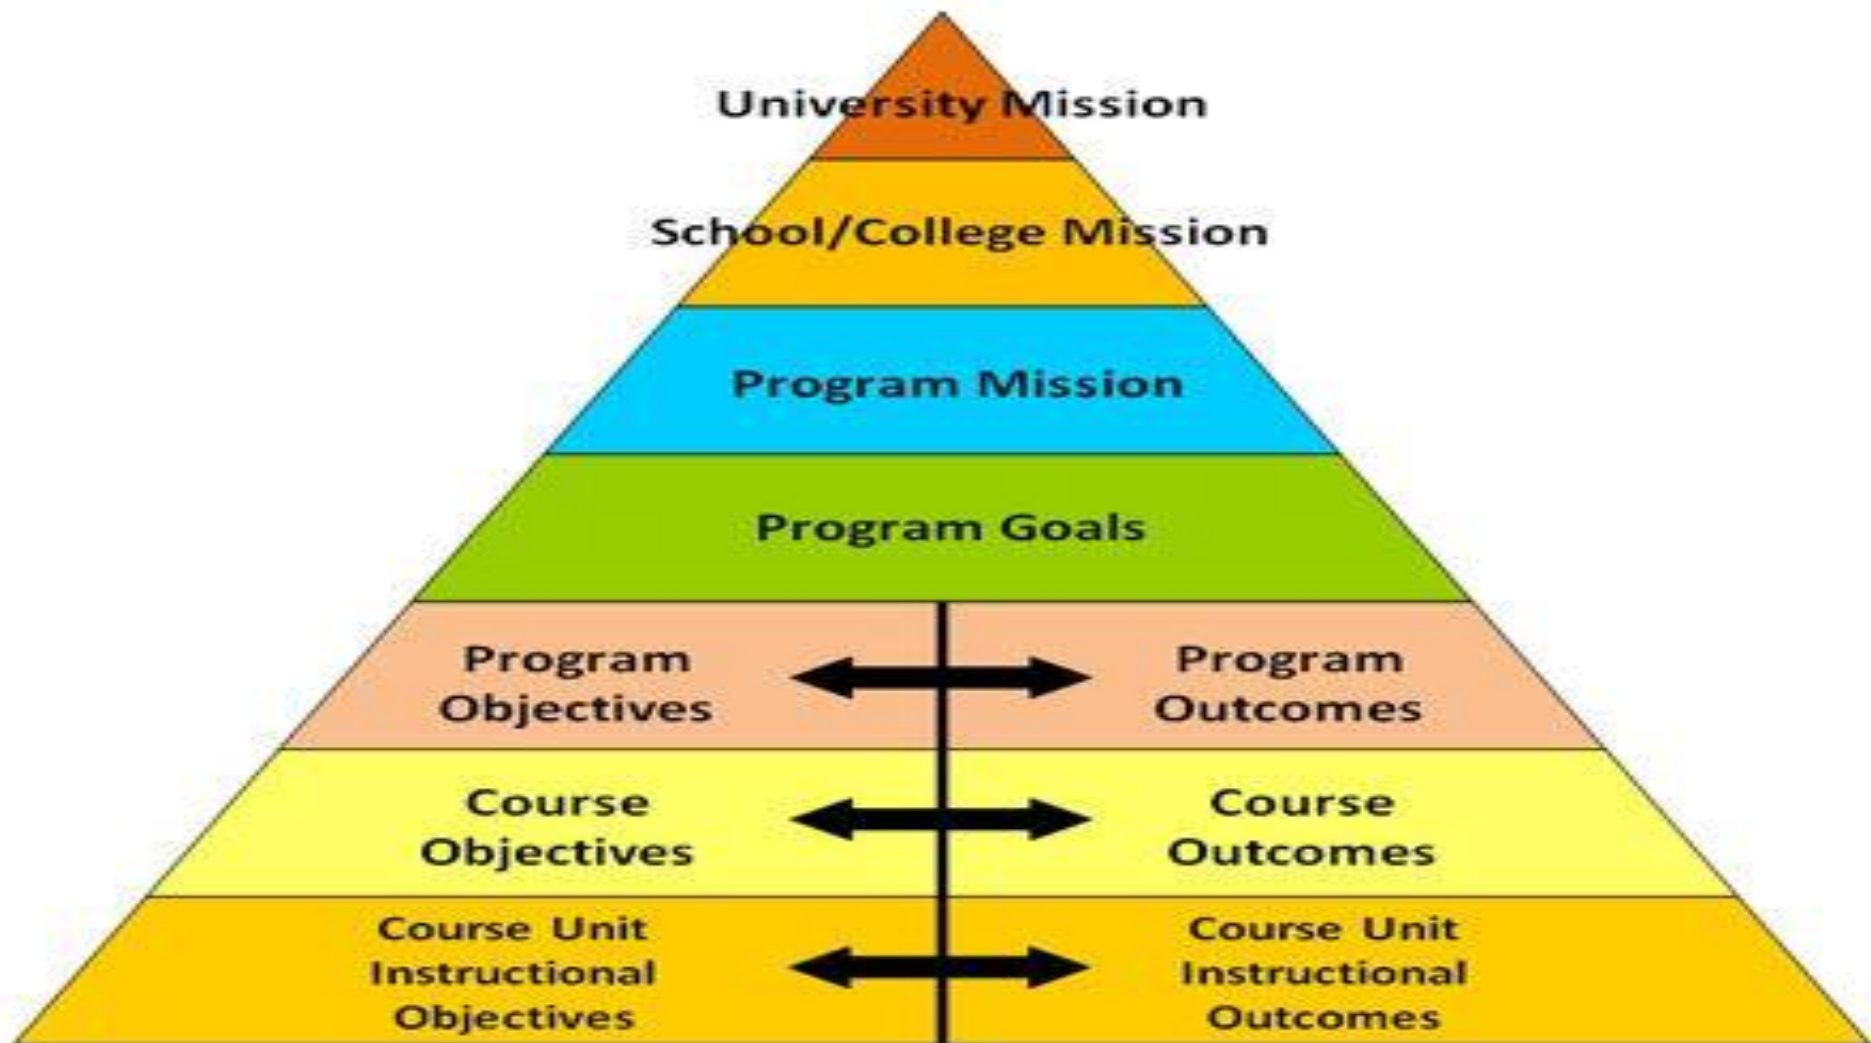 University Mission
School/College Mission
Program Mission
Program Goals
Program
Objectives
Program
Outcomes
Course
Objectives
Course
Outcomes
Course Unit
Instructional
Objectives
Course Unit
Instructional
Outcomes